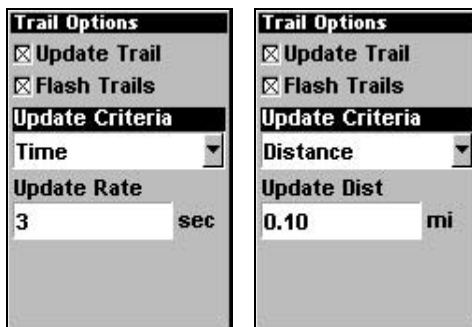 Trail Options
Update Trail
Flash Trails
Update Criteria
Time
Update Rate
3 sec
Trail Options
Update Trail
Flash Trails
Update Criteria
Distance
Update Dist
0.10 mi